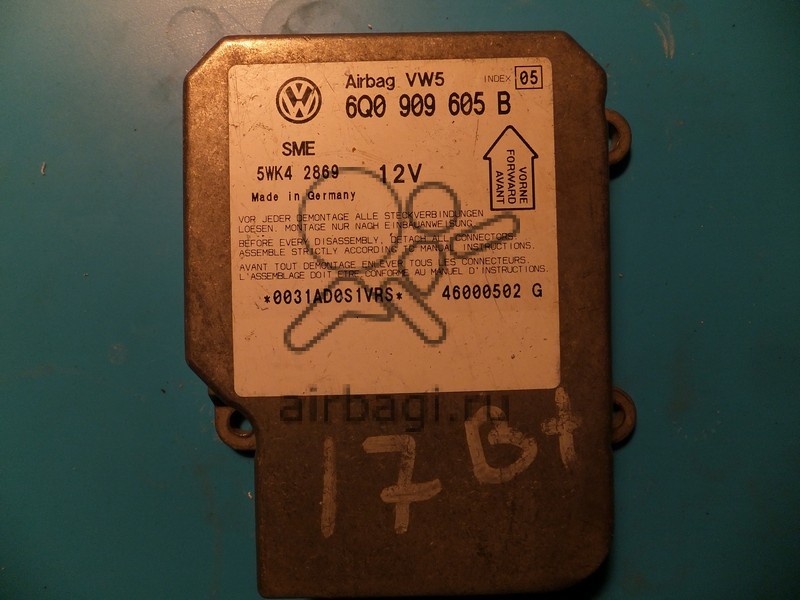 Airbag VW5 INDEX 05
6Q0 909 605 B
SME
5WK4 2869 12V
Made in Germany
VORNE
FORWARD
AVANT
VOR JEDER DEMONTAGE ALLE STECKVERBINDUNGEN
LOESEN. MONTAGE NUR NACH EINBAUANWEISUNG.
BEFORE EVERY DISASSEMBLY, DETACH ALL CONNECTORS.
ASSEMBLE STRICTLY ACCORDING TO MANUAL INSTRUCTIONS.
AVANT TOUT DEMONTAGE ENLEVER TOUS LES CONNECTEURS.
L'ASSEMBLAGE DOIT ETRE CONFORME AU MANUEL D'INSTRUCTIONS.
*0031AD0S1VRS* 46000502 G
airbagi.ru
17B+